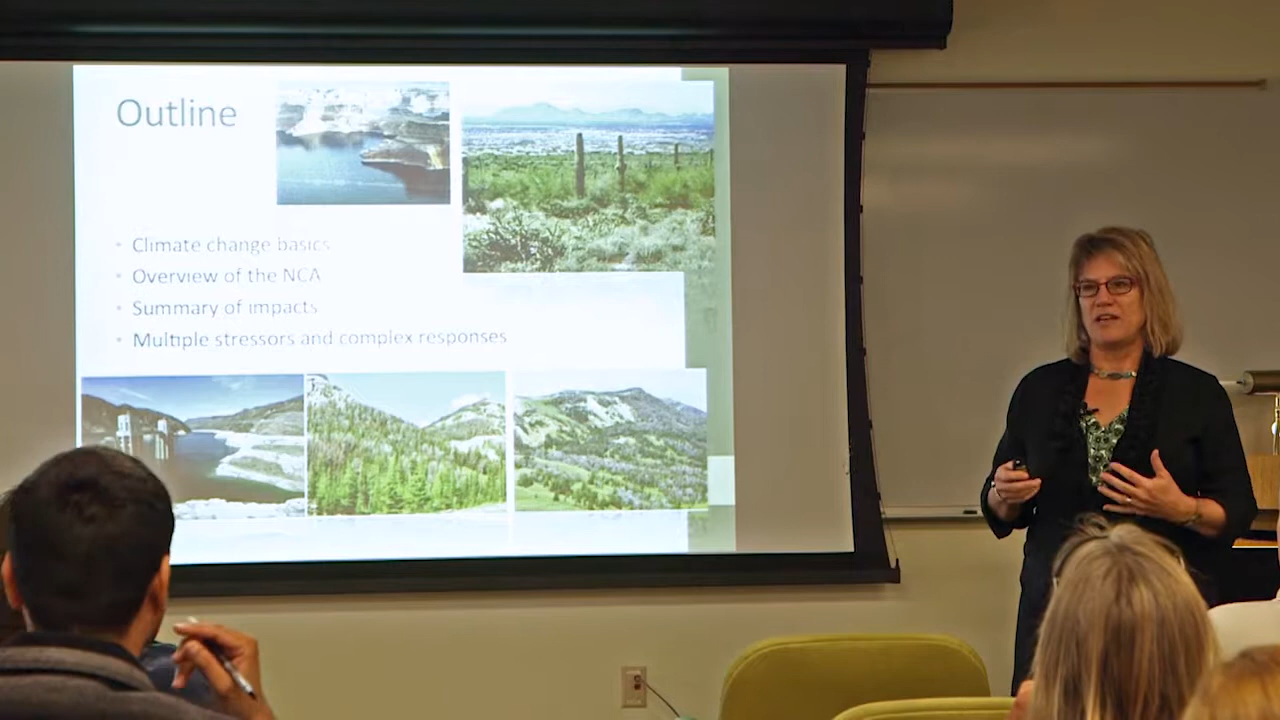 Outline
• Climate change basics
• Overview of the NCA
• Summary of impacts
• Multiple stressors and complex responses